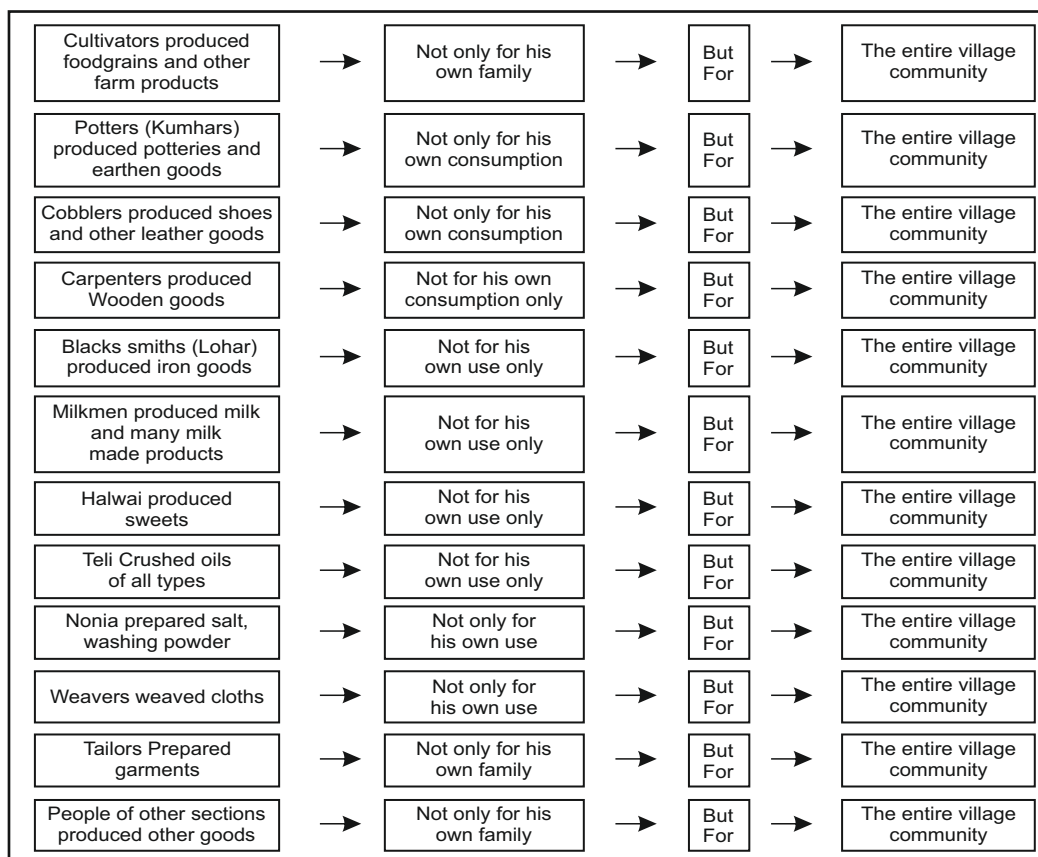 Cultivators produced
foodgrains and other
farm products
Not only for his
own family
But
For
The entire village
community
Potters (Kumhars)
produced potteries and
earthen goods
Not only for his
own consumption
But
For
The entire village
community
Cobblers produced shoes
and other leather goods
Not only for his
own consumption
But
For
The entire village
community
Carpenters produced
Wooden goods
Not for his own
consumption only
But
For
The entire village
community
Blacks smiths (Lohar)
produced iron goods
Not for his
own use only
But
For
The entire village
community
Milkmen produced milk
and many milk
made products
Not for his
own use only
But
For
The entire village
community
Halwai produced
sweets
Not for his
own use only
But
For
The entire village
community
Teli Crushed oils
of all types
Not for his
own use only
But
For
The entire village
community
Nonia prepared salt,
washing powder
Not only for
his own use
But
For
The entire village
community
Weavers weaved cloths
Not only for
his own use
But
For
The entire village
community
Tailors Prepared
garments
Not only for his
own family
But
For
The entire village
community
People of other sections
produced other goods
Not only for his
own family
But
For
The entire village
community